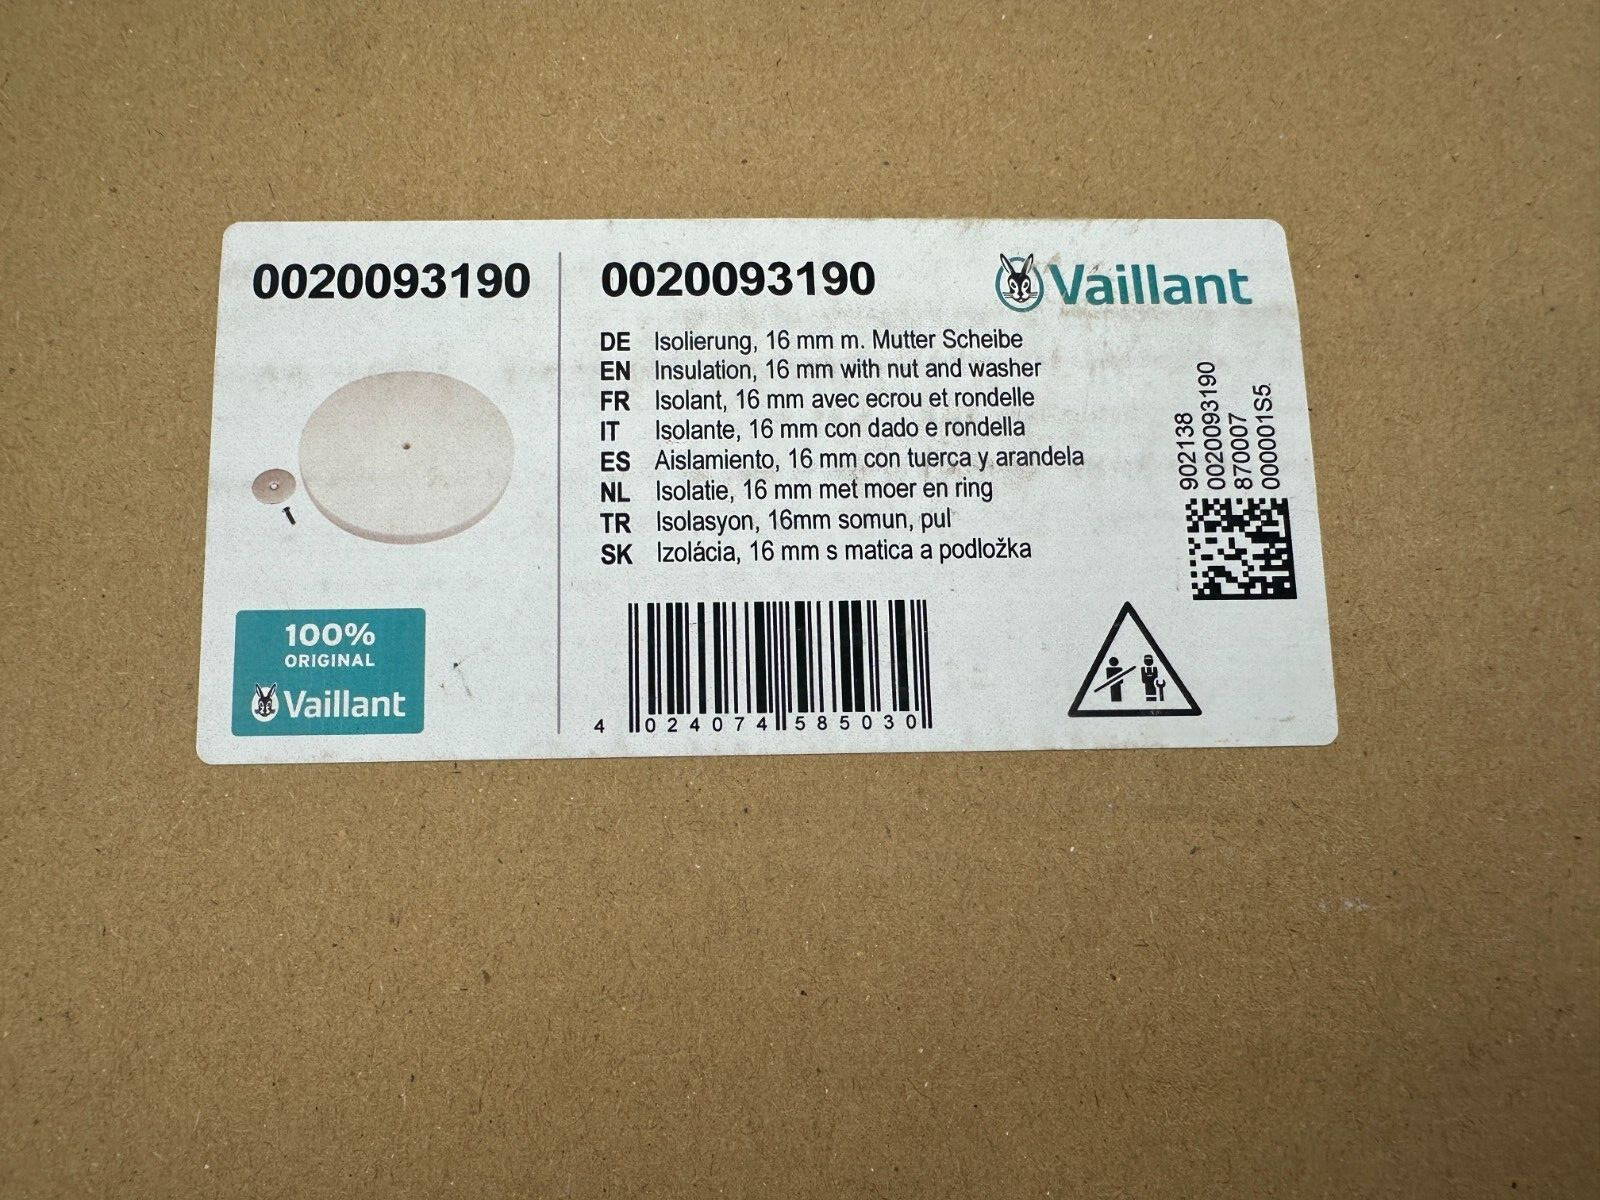 0020093190
100%
ORIGINAL
Vaillant
0020093190
Vaillant
DE Isolierung, 16 mm m. Mutter Scheibe
EN Insulation, 16 mm with nut and washer
FR Isolant, 16 mm avec ecrou et rondelle
IT Isolante, 16 mm con dado e rondella
ES Aislamiento, 16 mm con tuerca y arandela
NL Isolatie, 16 mm met moer en ring
TR Isolasyon, 16mm somun, pul
SK Izolácia, 16 mm s matica a podložka
4 024074 585030
902138
0020093190
870007
000001S5